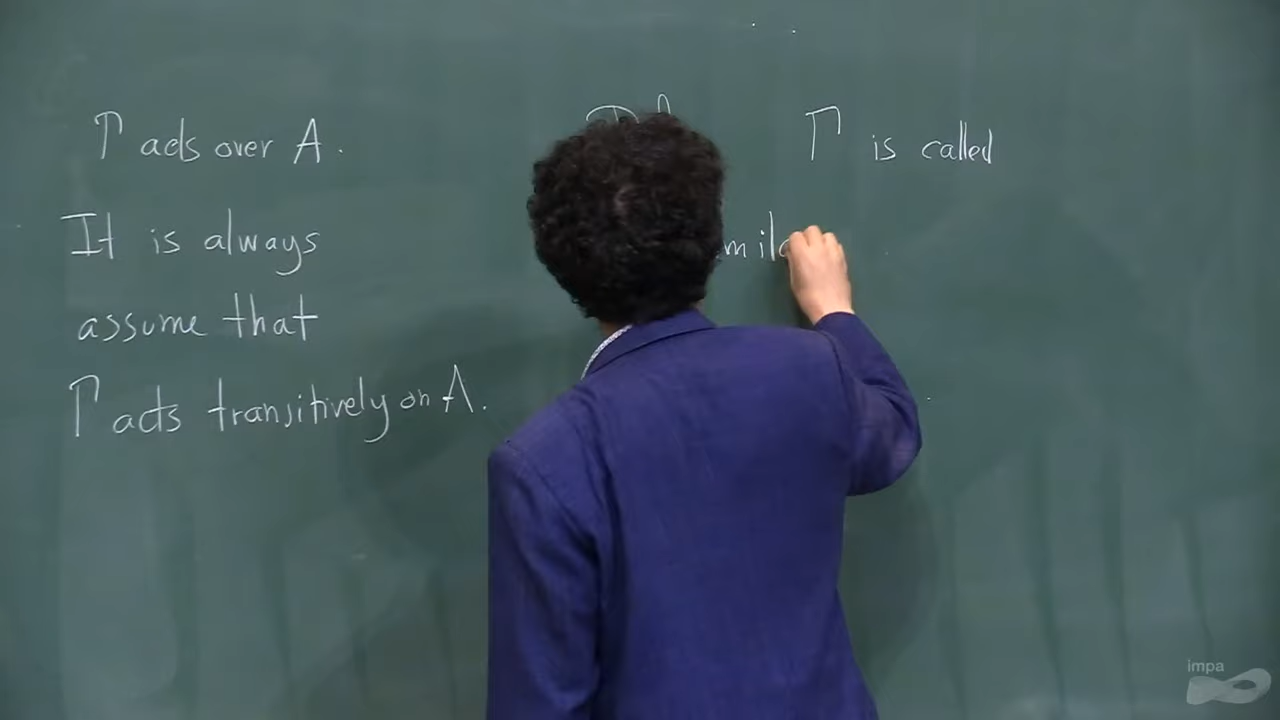 Γ acts over A.
It is always
assume that
Γ acts transitively on A.
Γ is called
impa